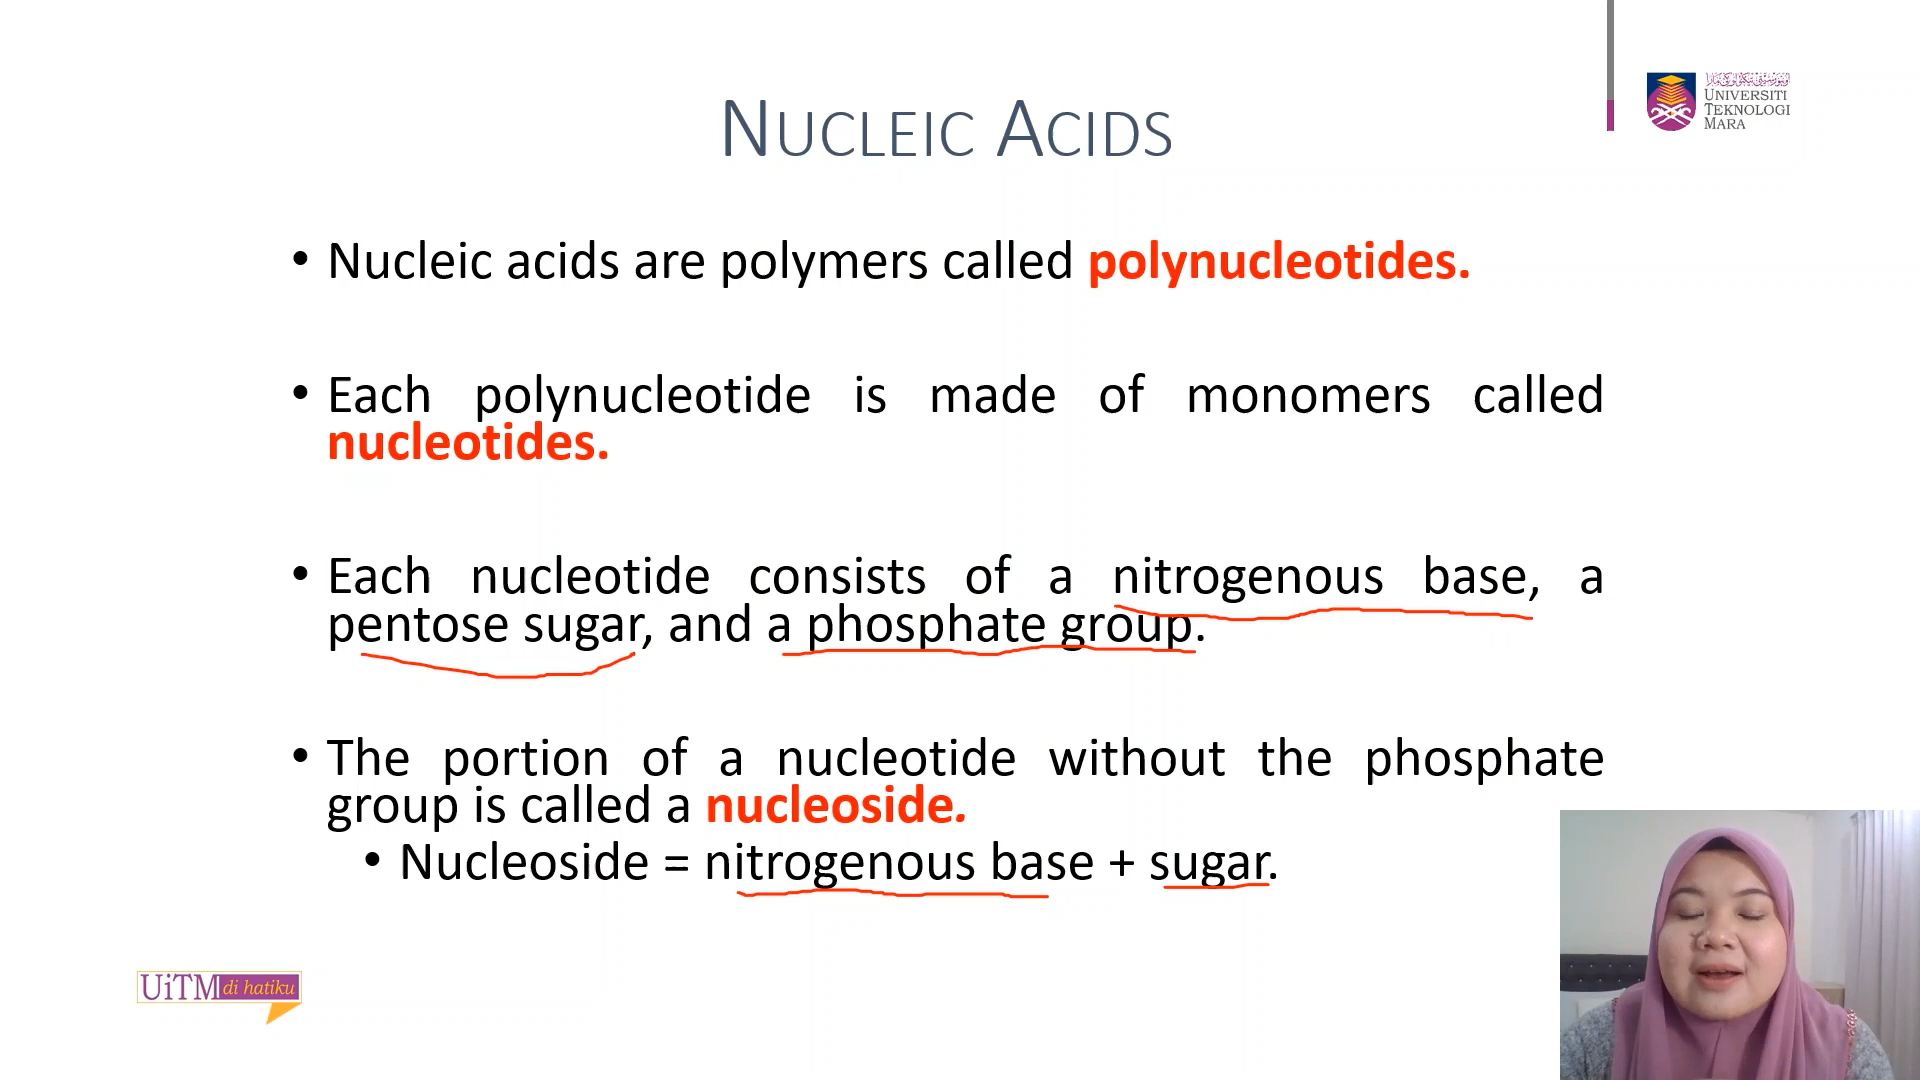 NUCLEIC ACIDS
UNIVERSITI
TEKNOLOGI
MARA
• Nucleic acids are polymers called polynucleotides.
• Each polynucleotide is made of monomers called
nucleotides.
• Each nucleotide consists of a nitrogenous base, a
pentose sugar, and a phosphate group.
• The portion of a nucleotide without the phosphate
group is called a nucleoside.
• Nucleoside = nitrogenous base + sugar.
UiTM di hatiku